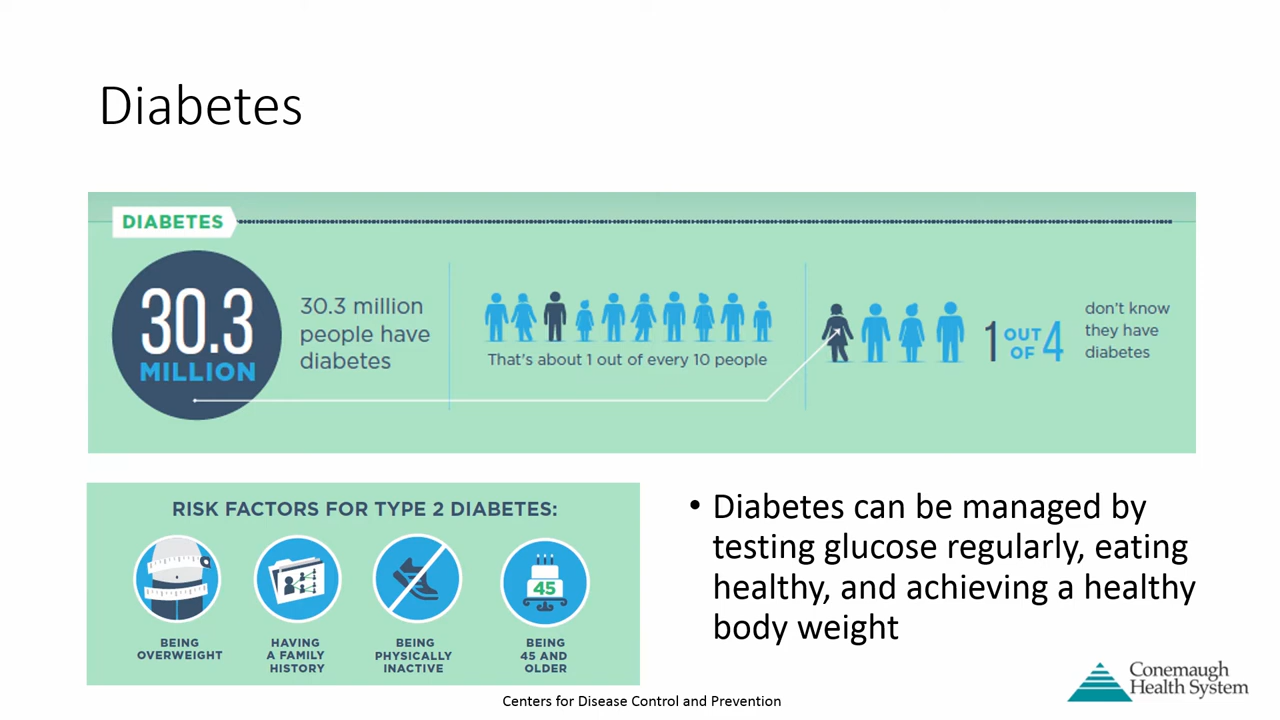 Diabetes
DIABETES
30.3
MILLION
30.3 million
people have
diabetes
That's about 1 out of every 10 people
1 OUT OF 4
don't know
they have
diabetes
RISK FACTORS FOR TYPE 2 DIABETES:
45
BEING
OVERWEIGHT
HAVING
A FAMILY
HISTORY
BEING
PHYSICALLY
INACTIVE
BEING
45 AND
OLDER
• Diabetes can be managed by
testing glucose regularly, eating
healthy, and achieving a healthy
body weight
Centers for Disease Control and Prevention
Conemaugh
Health System